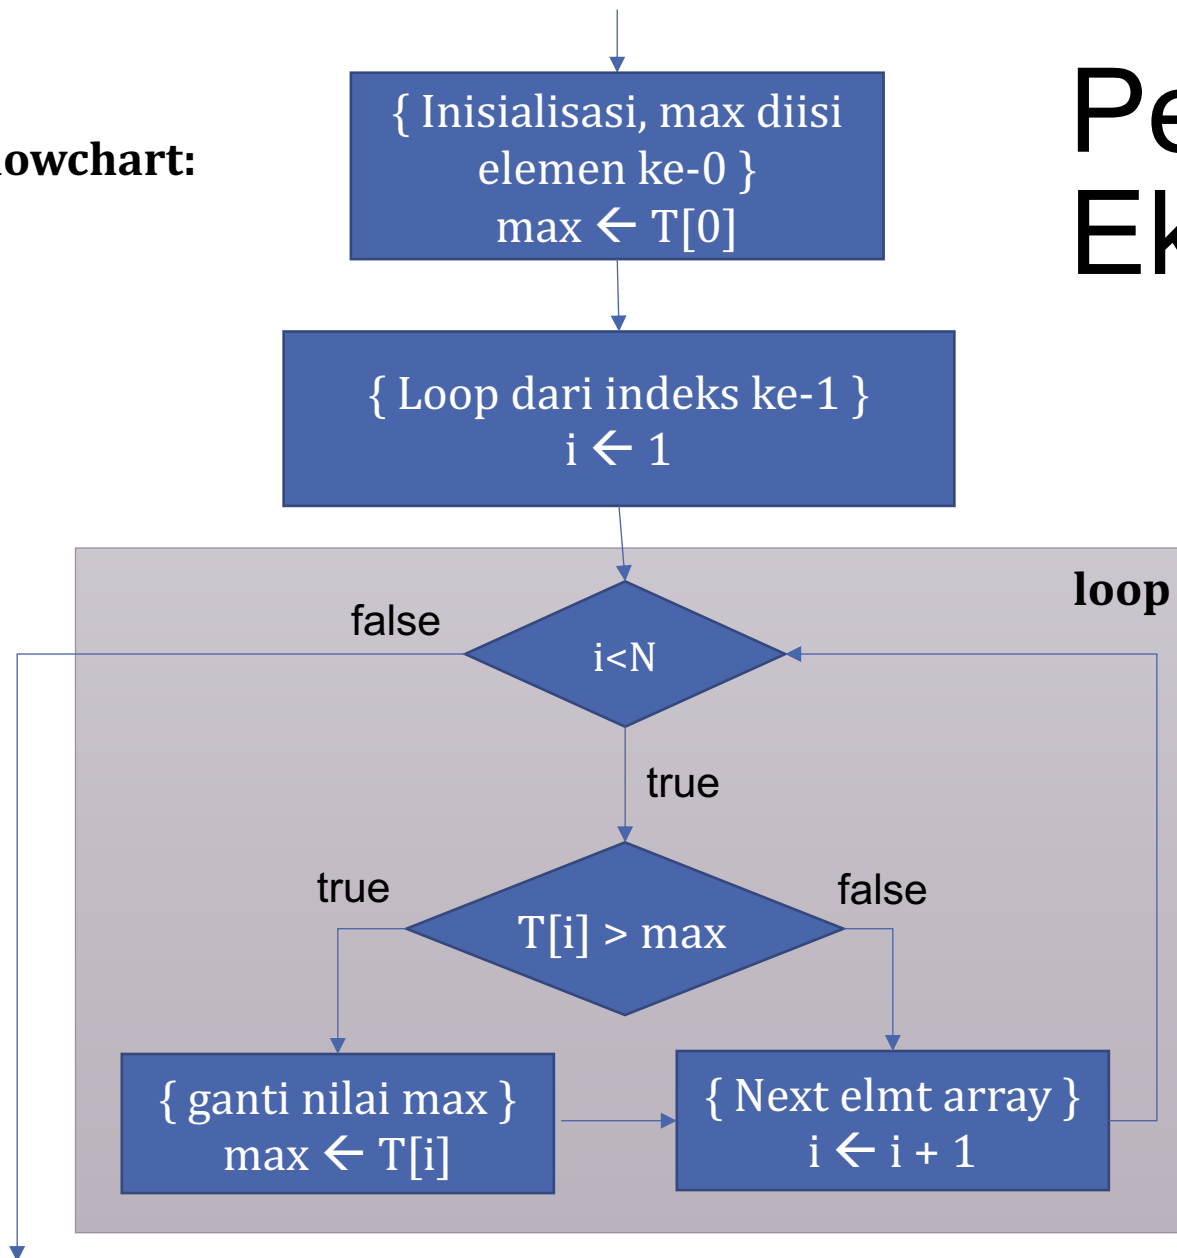 lowchart:
Pe
Ek
{ Inisialisasi, max diisi
elemen ke-0 }
max ← T[0]
{ Loop dari indeks ke-1 }
i ← 1
loop
false
i<N
true
true
false
T[i] > max
{ ganti nilai max }
max ← T[i]
{ Next elmt array }
i ← i + 1